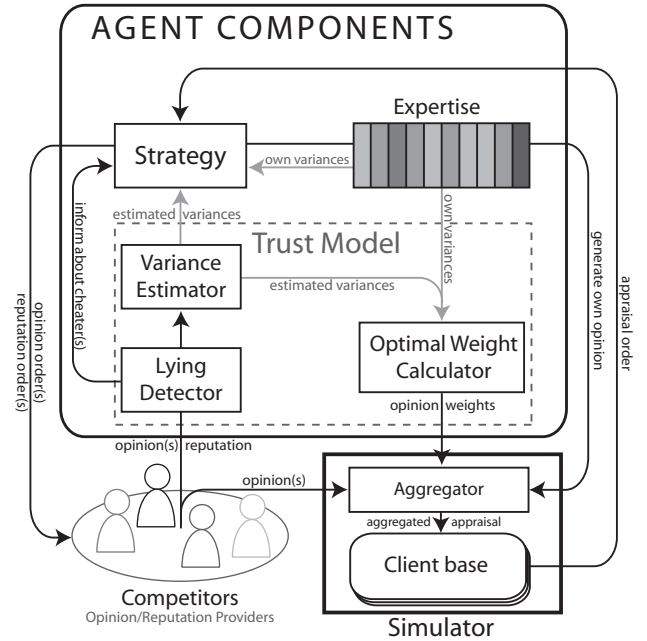 AGENT COMPONENTS
Expertise
Strategy
own variances
estimated variances
own variances
Trust Model
Variance
Estimator
estimated variances
inform about cheater(s)
opinion order(s)
reputation order(s)
generate own opinion
appraisal order
Lying
Detector
Optimal Weight
Calculator
opinion weights
opinion(s) reputation
opinion(s)
Aggregator
aggregated appraisal
Client base
Competitors
Opinion/Reputation Providers
Simulator